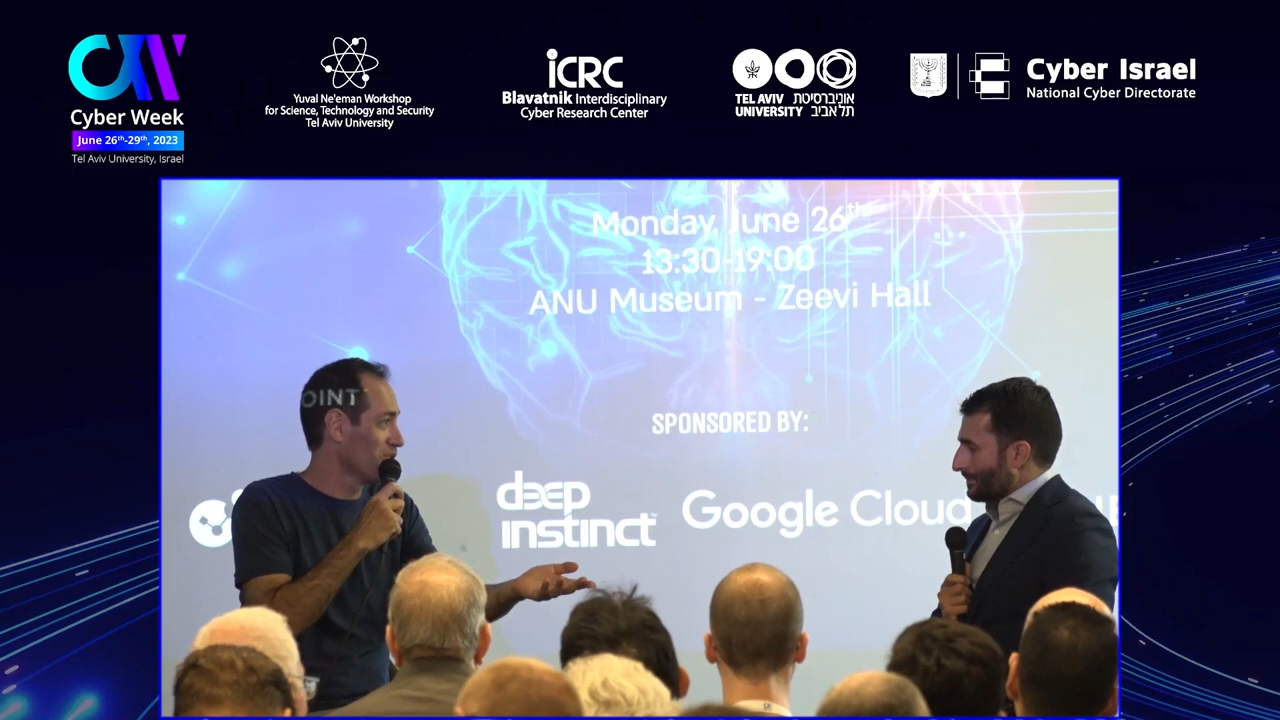 Cyber Week
June 26th-29th, 2023
Tel Aviv University, Israel
Yuval Ne'eman Workshop
for Science, Technology and Security
Tel Aviv University
iCRC
Blavatnik Interdisciplinary
Cyber Research Center
TEL AVIV אוניברסיטת
UNIVERSITY תל אביב
Cyber Israel
National Cyber Directorate
Monday, June 26th
13:30-19:00
ANU Museum - Zeevi Hall
SPONSORED BY:
OINT
deep
instinct™
Google Cloud